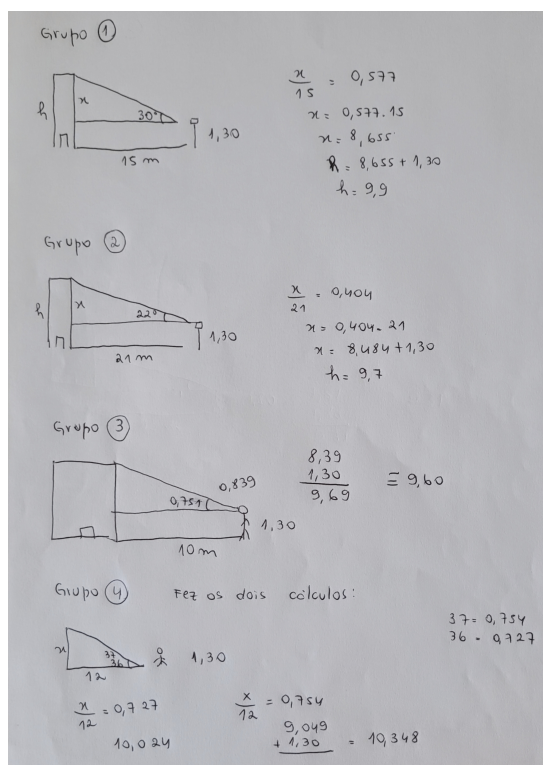 Grupo 1
h
x
30°
1,30
15 m
x/15 = 0,577
x = 0,577.15
x = 8,655
h = 8,655 + 1,30
h = 9,9
Grupo 2
h
x
22°
1,30
21 m
x/21 = 0,404
x = 0,404.21
x = 8,484 + 1,30
h = 9,7
Grupo 3
0,839
1,30
10 m
8,39
1,30
9,69
≡ 9,60
Grupo 4 Fez os dois cálculos:
37 = 0,754
36 = 0,727
x
37
36
12
1,30
x/12 = 0,727
10,024
x/12 = 0,754
9,049
+ 1,30 = 10,348